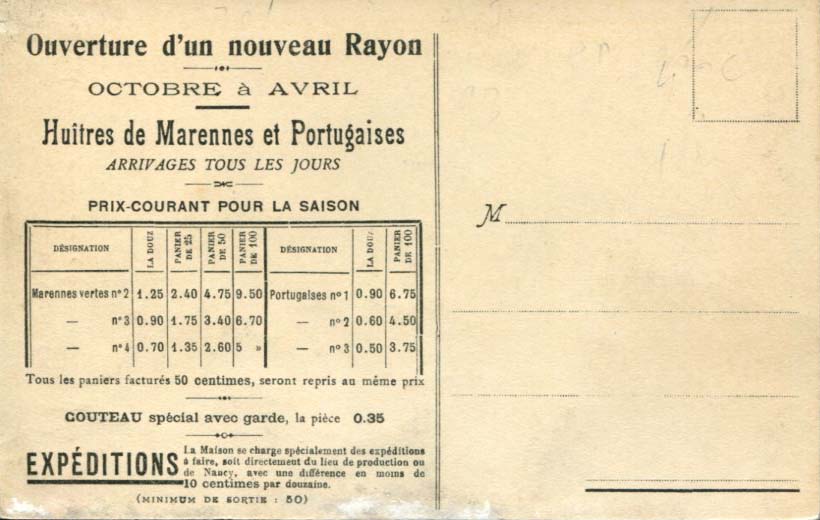 Ouverture d'un nouveau Rayon
OCTOBRE à AVRIL
Huîtres de Marennes et Portugaises
ARRIVAGES TOUS LES JOURS
PRIX-COURANT POUR LA SAISON
DÉSIGNATION LA DOUZ PANIER DE 25 PANIER DE 50 PANIER DE 100 DÉSIGNATION LA DOUZ PANIER DE 100
Marennes vertes nº 2 1.25 2.40 4.75 9.50 Portugaises nº 1 0.90 6.75
— nº 3 0.90 1.75 3.40 6.70 — nº 2 0.60 4.50
— nº 4 0.70 1.35 2.60 5 » — nº 3 0.50 3.75
Tous les paniers facturés 50 centimes, seront repris au même prix
COUTEAU spécial avec garde, la pièce 0.35
EXPÉDITIONS
La Maison se charge spécialement des expéditions
à faire, soit directement du lieu de production ou
de Nancy, avec une différence en moins de
10 centimes par douzaine.
(MINIMUM DE SORTIE : 50)
M